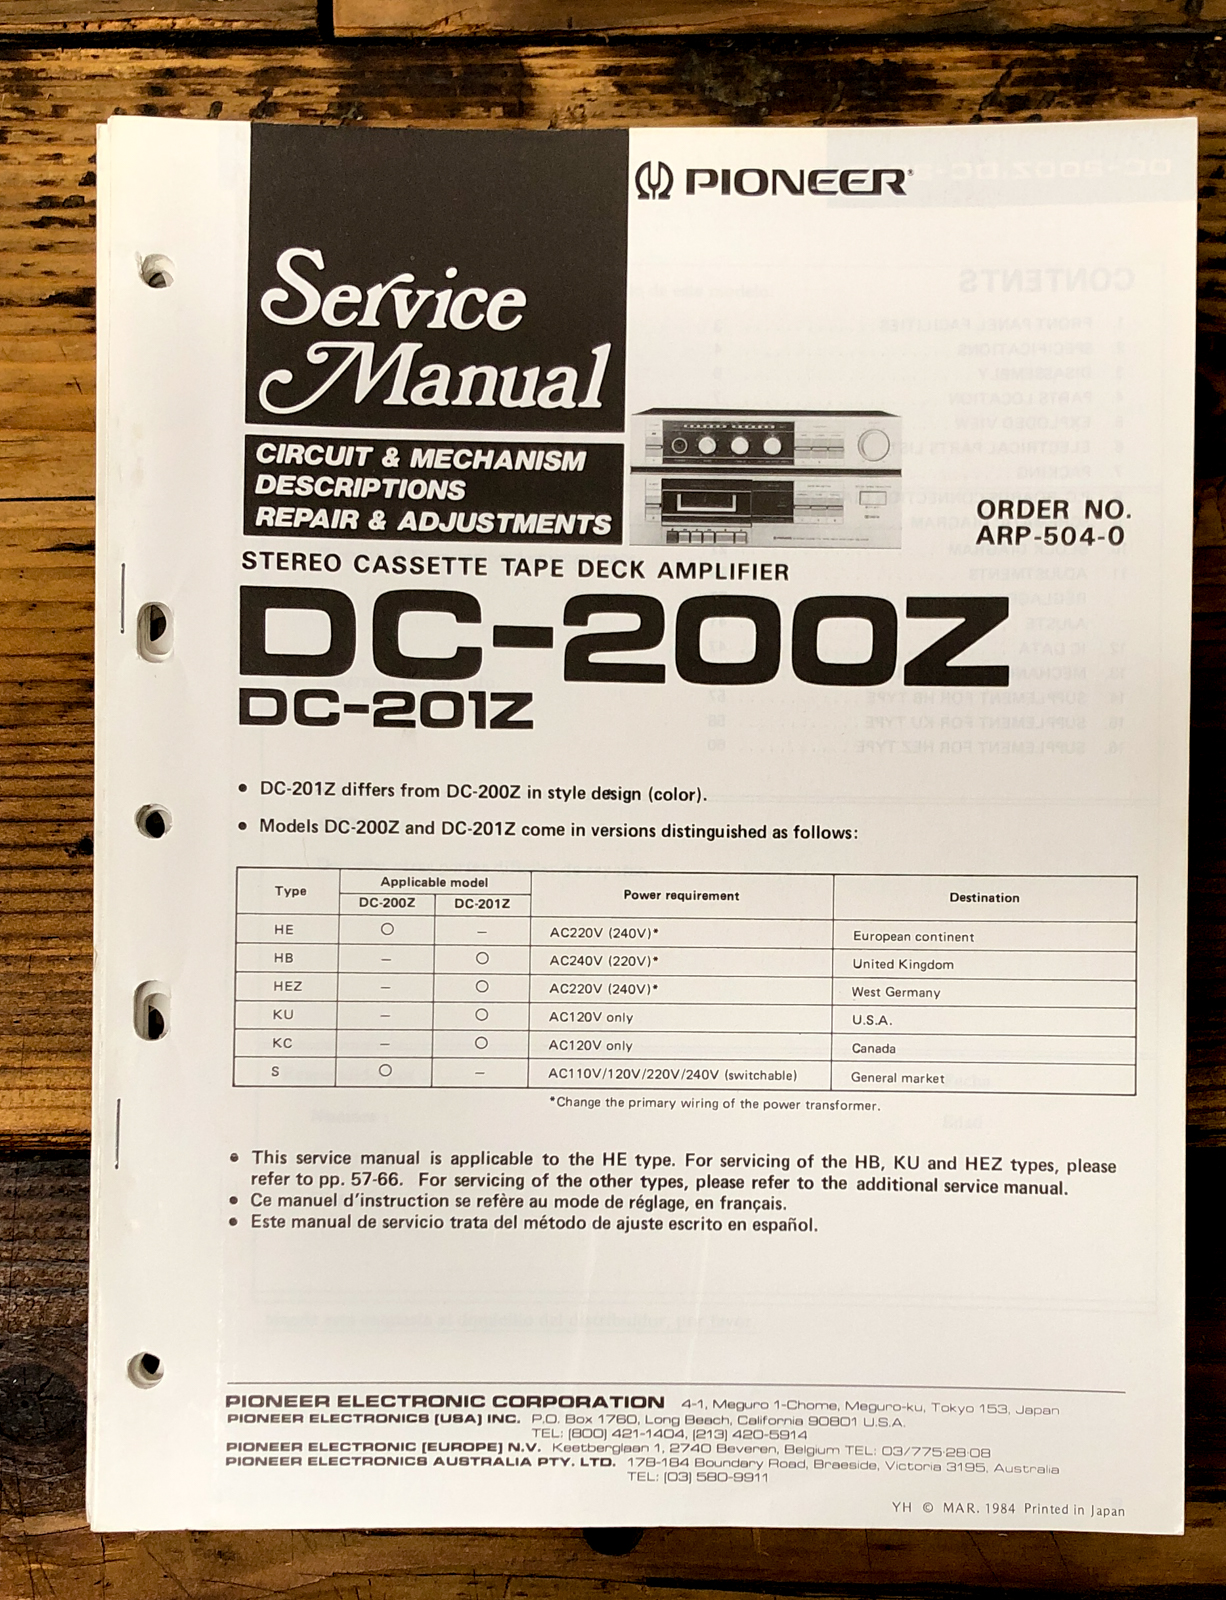 PIONEER®
Service
Manual
CIRCUIT & MECHANISM
DESCRIPTIONS
REPAIR & ADJUSTMENTS
ORDER NO.
ARP-504-0
STEREO CASSETTE TAPE DECK AMPLIFIER
DC-200Z
DC-201Z
• DC-201Z differs from DC-200Z in style design (color).
• Models DC-200Z and DC-201Z come in versions distinguished as follows:
Type Applicable model Power requirement Destination
DC-200Z DC-201Z
HE ○ – AC220V (240V)* European continent
HB – ○ AC240V (220V)* United Kingdom
HEZ – ○ AC220V (240V)* West Germany
KU – ○ AC120V only U.S.A.
KC – ○ AC120V only Canada
S ○ – AC110V/120V/220V/240V (switchable) General market
*Change the primary wiring of the power transformer.
• This service manual is applicable to the HE type. For servicing of the HB, KU and HEZ types, please
refer to pp. 57-66. For servicing of the other types, please refer to the additional service manual.
• Ce manuel d'instruction se refère au mode de réglage, en français.
• Este manual de servicio trata del método de ajuste escrito en español.
PIONEER ELECTRONIC CORPORATION 4-1, Meguro 1-Chome, Meguro-ku, Tokyo 153, Japan
PIONEER ELECTRONICS (USA) INC. P.O. Box 1760, Long Beach, California 90801 U.S.A.
TEL: (800) 421-1404, (213) 420-5914
PIONEER ELECTRONIC (EUROPE) N.V. Keetberglaan 1, 2740 Beveren, Belgium TEL: 03/775·28·08
PIONEER ELECTRONICS AUSTRALIA PTY. LTD. 178-184 Boundary Road, Braeside, Victoria 3195, Australia
TEL: (03) 580-9911
YH © MAR. 1984 Printed in Japan